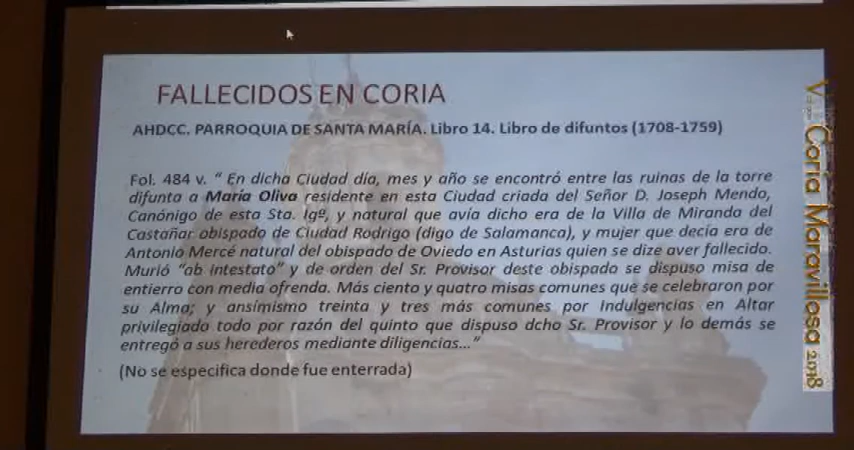 FALLECIDOS EN CORIA
AHDCC. PARROQUIA DE SANTA MARÍA. Libro 14. Libro de difuntos (1708-1759)
Fol. 484 v. “ En dicha Ciudad día, mes y año se encontró entre las ruinas de la torre
difunta a María Oliva residente en esta Ciudad criada del Señor D. Joseph Mendo,
Canónigo de esta Sta. Igª, y natural que avía dicho era de la Villa de Miranda del
Castañar obispado de Ciudad Rodrigo (digo de Salamanca), y mujer que decía era de
Antonio Mercé natural del obispado de Oviedo en Asturias quien se dize aver fallecido.
Murió “ab intestato” y de orden del Sr. Provisor deste obispado se dispuso misa de
entierro con media ofrenda. Más ciento y quatro misas comunes que se celebraron por
su Alma; y ansímismo treinta y tres más comunes por Indulgencias en Altar
privilegiado todo por razón del quinto que dispuso dcho Sr. Provisor y lo demás se
entregó a sus herederos mediante diligencias...”
(No se especifica donde fue enterrada)
Coria Maravillosa 2018